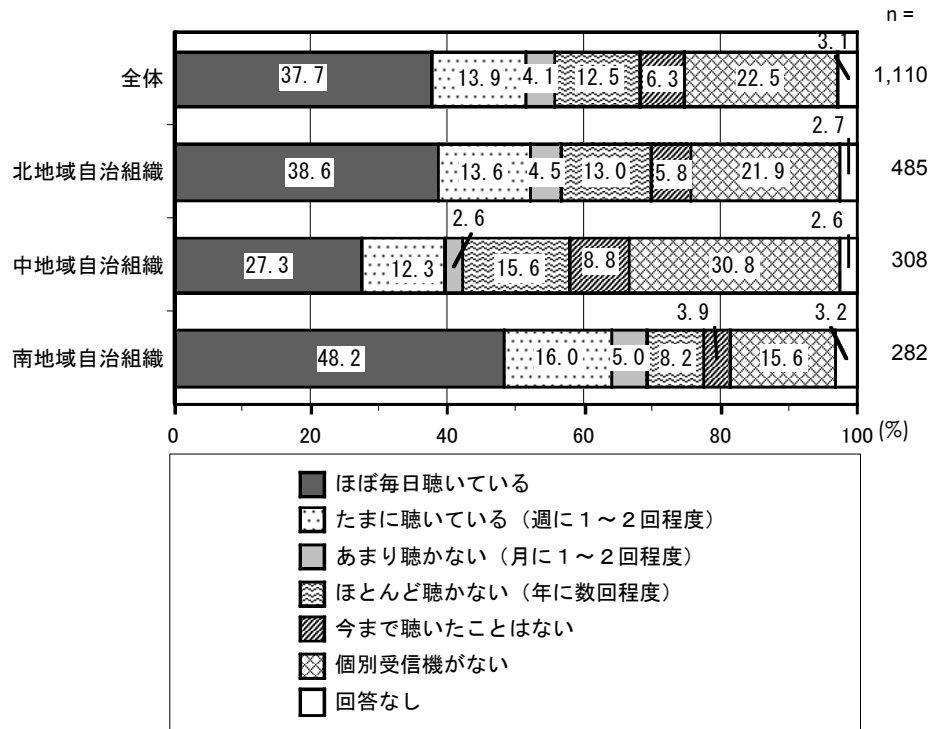 n =
3.1
全体 37.7 13.9 4.1 12.5 6.3 22.5 1,110
2.7
北地域自治組織 38.6 13.6 4.5 13.0 5.8 21.9 485
2.6 2.6
中地域自治組織 27.3 12.3 15.6 8.8 30.8 308
3.9 3.2
南地域自治組織 48.2 16.0 5.0 8.2 15.6 282
0 20 40 60 80 100 (%)
ほぼ毎日聴いている
たまに聴いている（週に１～２回程度）
あまり聴かない（月に１～２回程度）
ほとんど聴かない（年に数回程度）
今まで聴いたことはない
個別受信機がない
回答なし